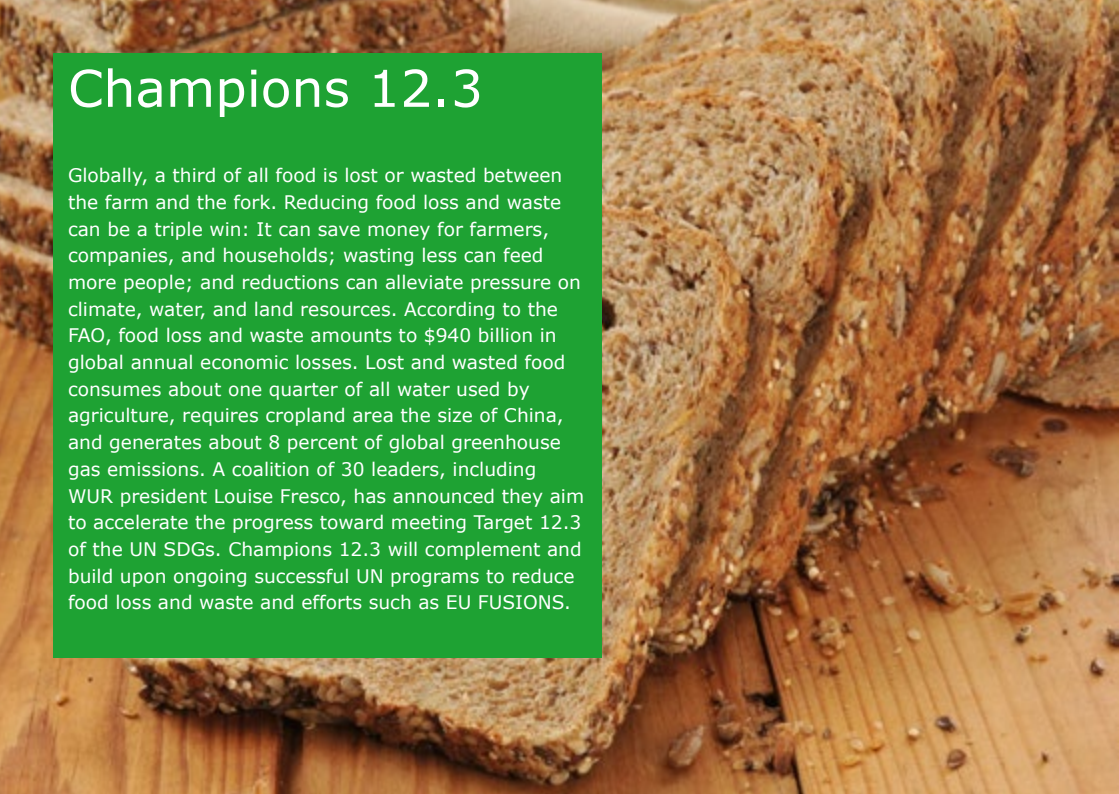 Champions 12.3
Globally, a third of all food is lost or wasted between
the farm and the fork. Reducing food loss and waste
can be a triple win: It can save money for farmers,
companies, and households; wasting less can feed
more people; and reductions can alleviate pressure on
climate, water, and land resources. According to the
FAO, food loss and waste amounts to $940 billion in
global annual economic losses. Lost and wasted food
consumes about one quarter of all water used by
agriculture, requires cropland area the size of China,
and generates about 8 percent of global greenhouse
gas emissions. A coalition of 30 leaders, including
WUR president Louise Fresco, has announced they aim
to accelerate the progress toward meeting Target 12.3
of the UN SDGs. Champions 12.3 will complement and
build upon ongoing successful UN programs to reduce
food loss and waste and efforts such as EU FUSIONS.